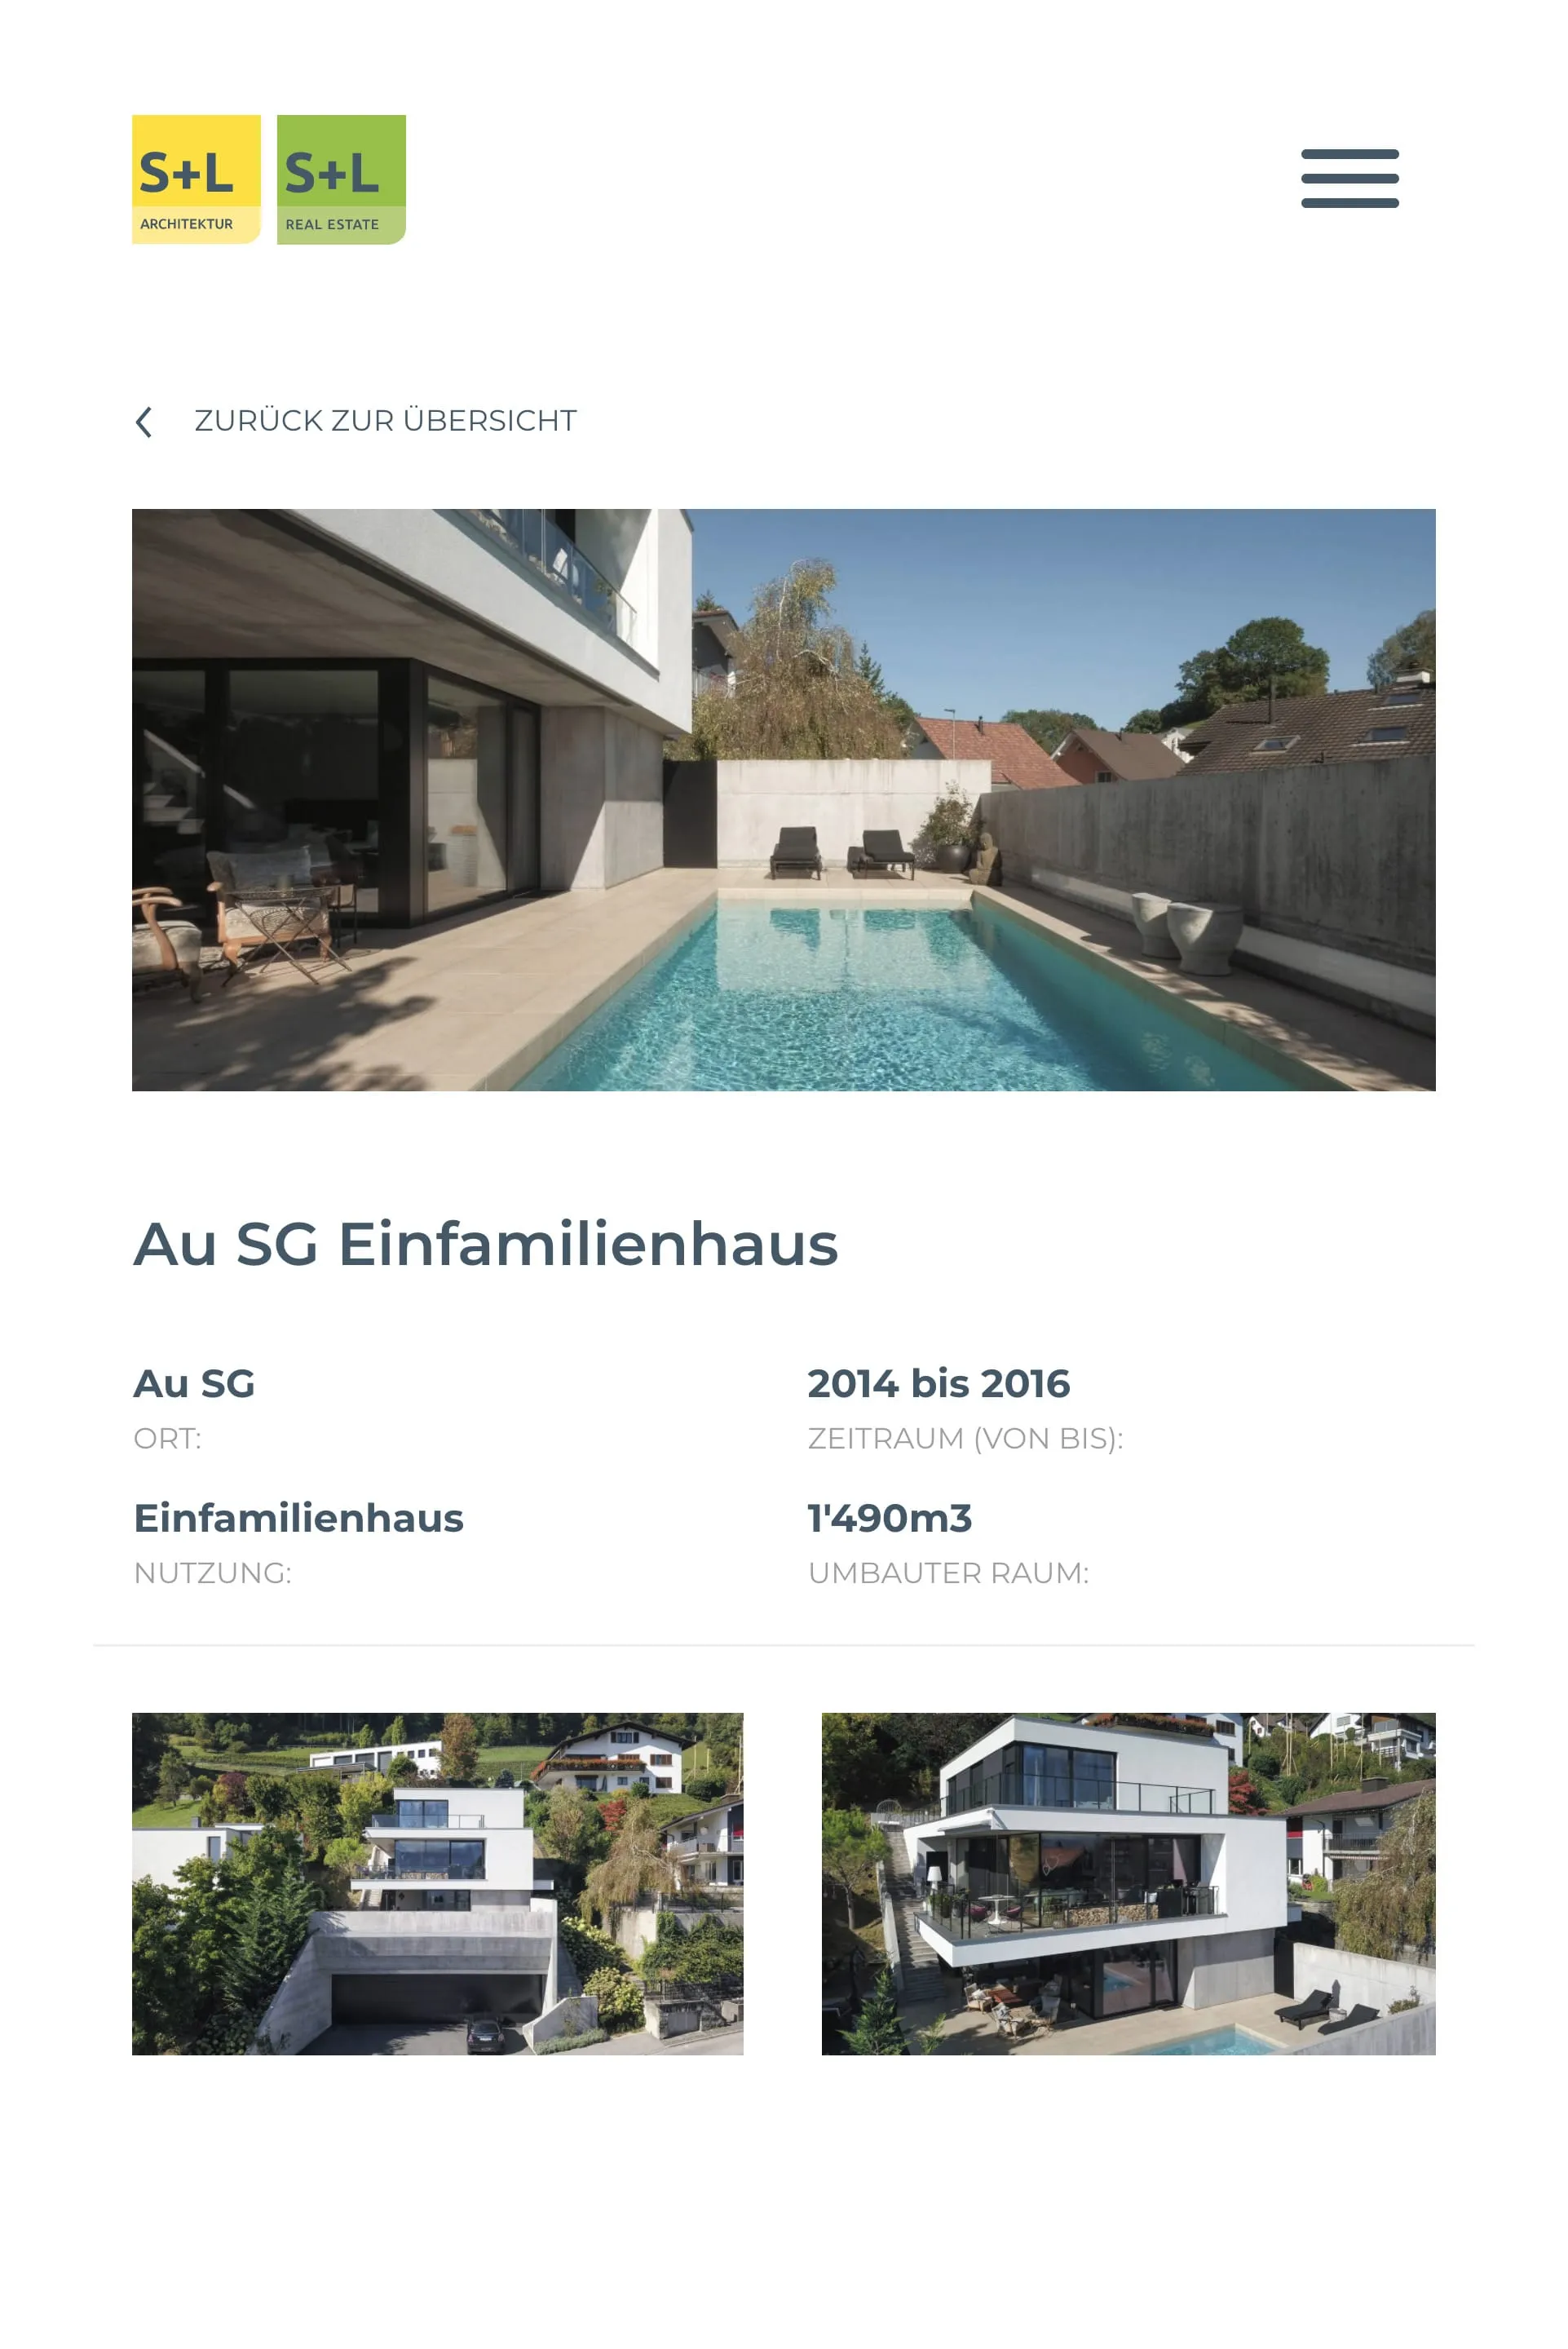 S+L
ARCHITEKTUR
S+L
REAL ESTATE
ZURÜCK ZUR ÜBERSICHT
Au SG Einfamilienhaus
Au SG
ORT:
2014 bis 2016
ZEITRAUM (VON BIS):
Einfamilienhaus
NUTZUNG:
1'490m3
UMBAUTER RAUM: